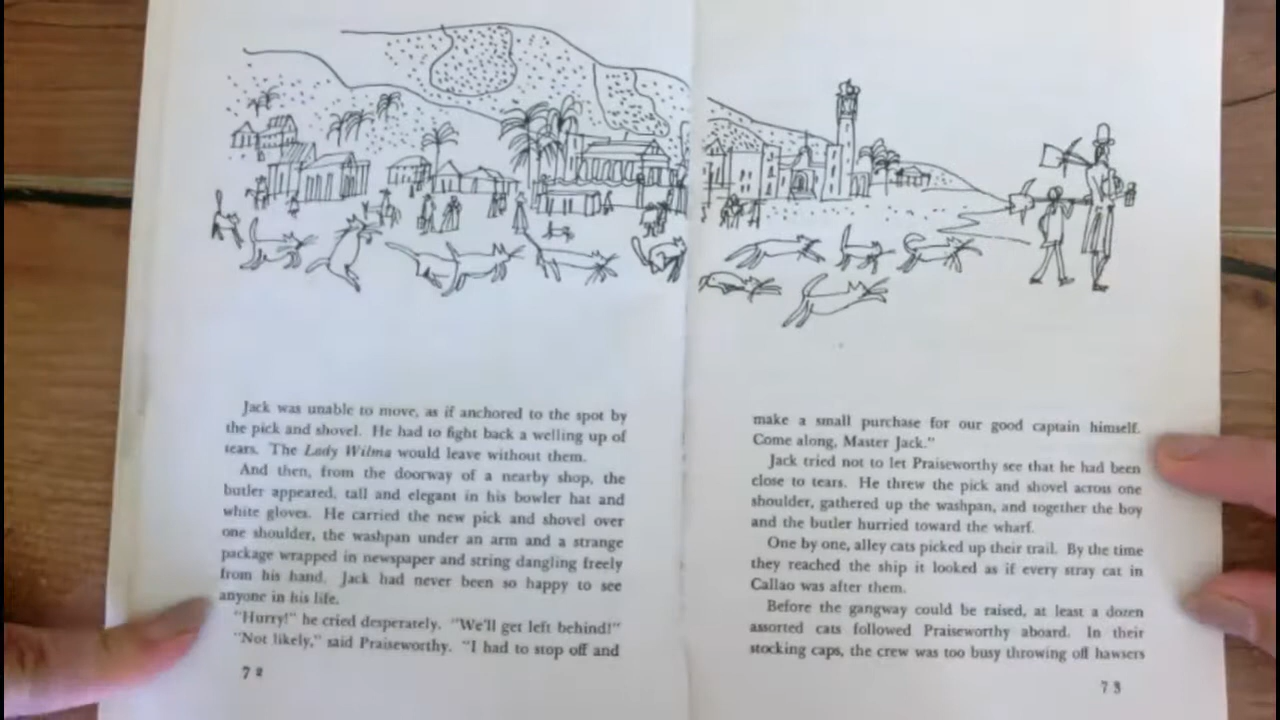 Jack was unable to move, as if anchored to the spot by
the pick and shovel. He had to fight back a welling up of
tears. The Lady Wilma would leave without them.
And then, from the doorway of a nearby shop, the
butler appeared, tall and elegant in his bowler hat and
white gloves. He carried the new pick and shovel over
one shoulder, the washpan under an arm and a strange
package wrapped in newspaper and string dangling freely
from his hand. Jack had never been so happy to see
anyone in his life.
"Hurry!" he cried desperately. "We'll get left behind!"
"Not likely," said Praiseworthy. "I had to stop off and
72
make a small purchase for our good captain himself.
Come along, Master Jack."
Jack tried not to let Praiseworthy see that he had been
close to tears. He threw the pick and shovel across one
shoulder, gathered up the washpan, and together the boy
and the butler hurried toward the wharf.
One by one, alley cats picked up their trail. By the time
they reached the ship it looked as if every stray cat in
Callao was after them.
Before the gangway could be raised, at least a dozen
assorted cats followed Praiseworthy aboard. In their
stocking caps, the crew was too busy throwing off hawsers
73